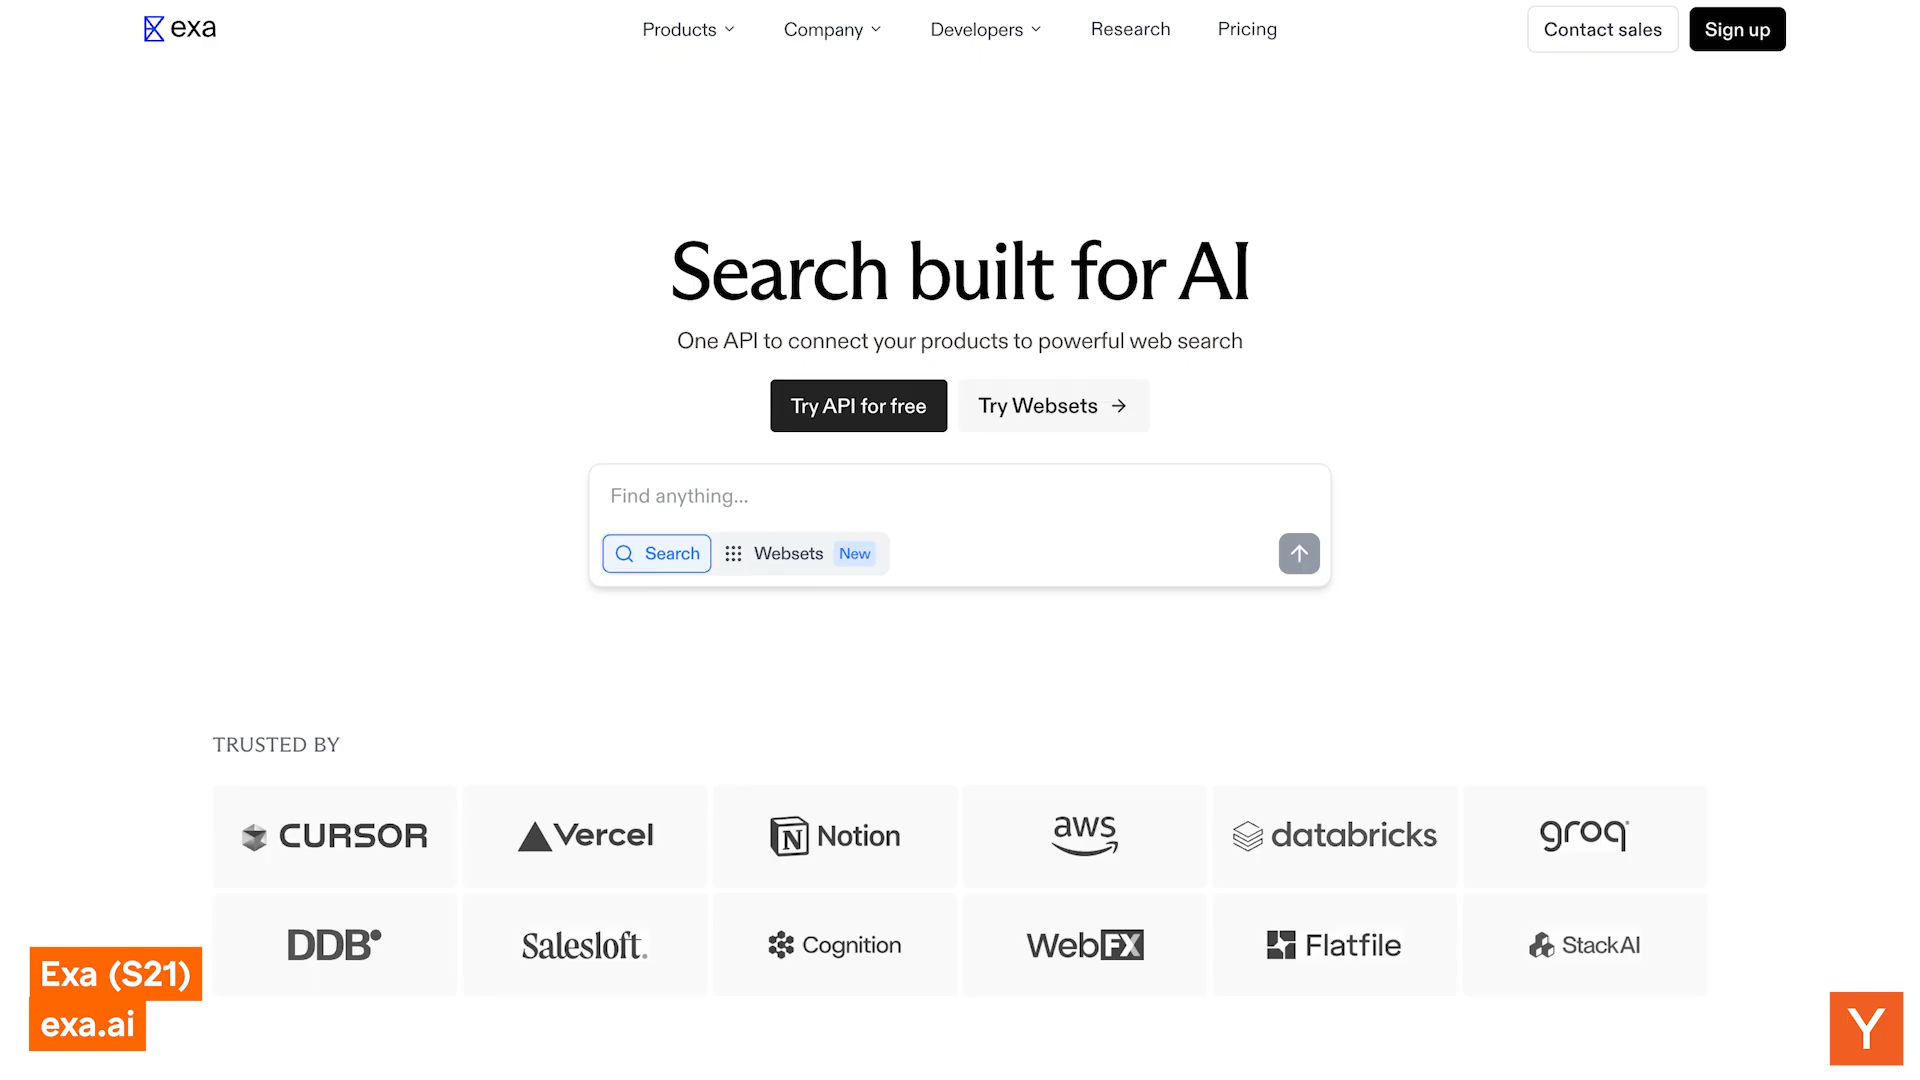 exa
Products
Company
Developers
Research
Pricing
Contact sales
Sign up
Search built for AI
One API to connect your products to powerful web search
Try API for free
Try Websets →
Find anything...
Search
Websets New
TRUSTED BY
CURSOR
Vercel
Notion
aws
databricks
groq
DDB
Salesloft.
Cognition
WebFX
Flatfile
StackAI
Exa (S21)
exa.ai
Y